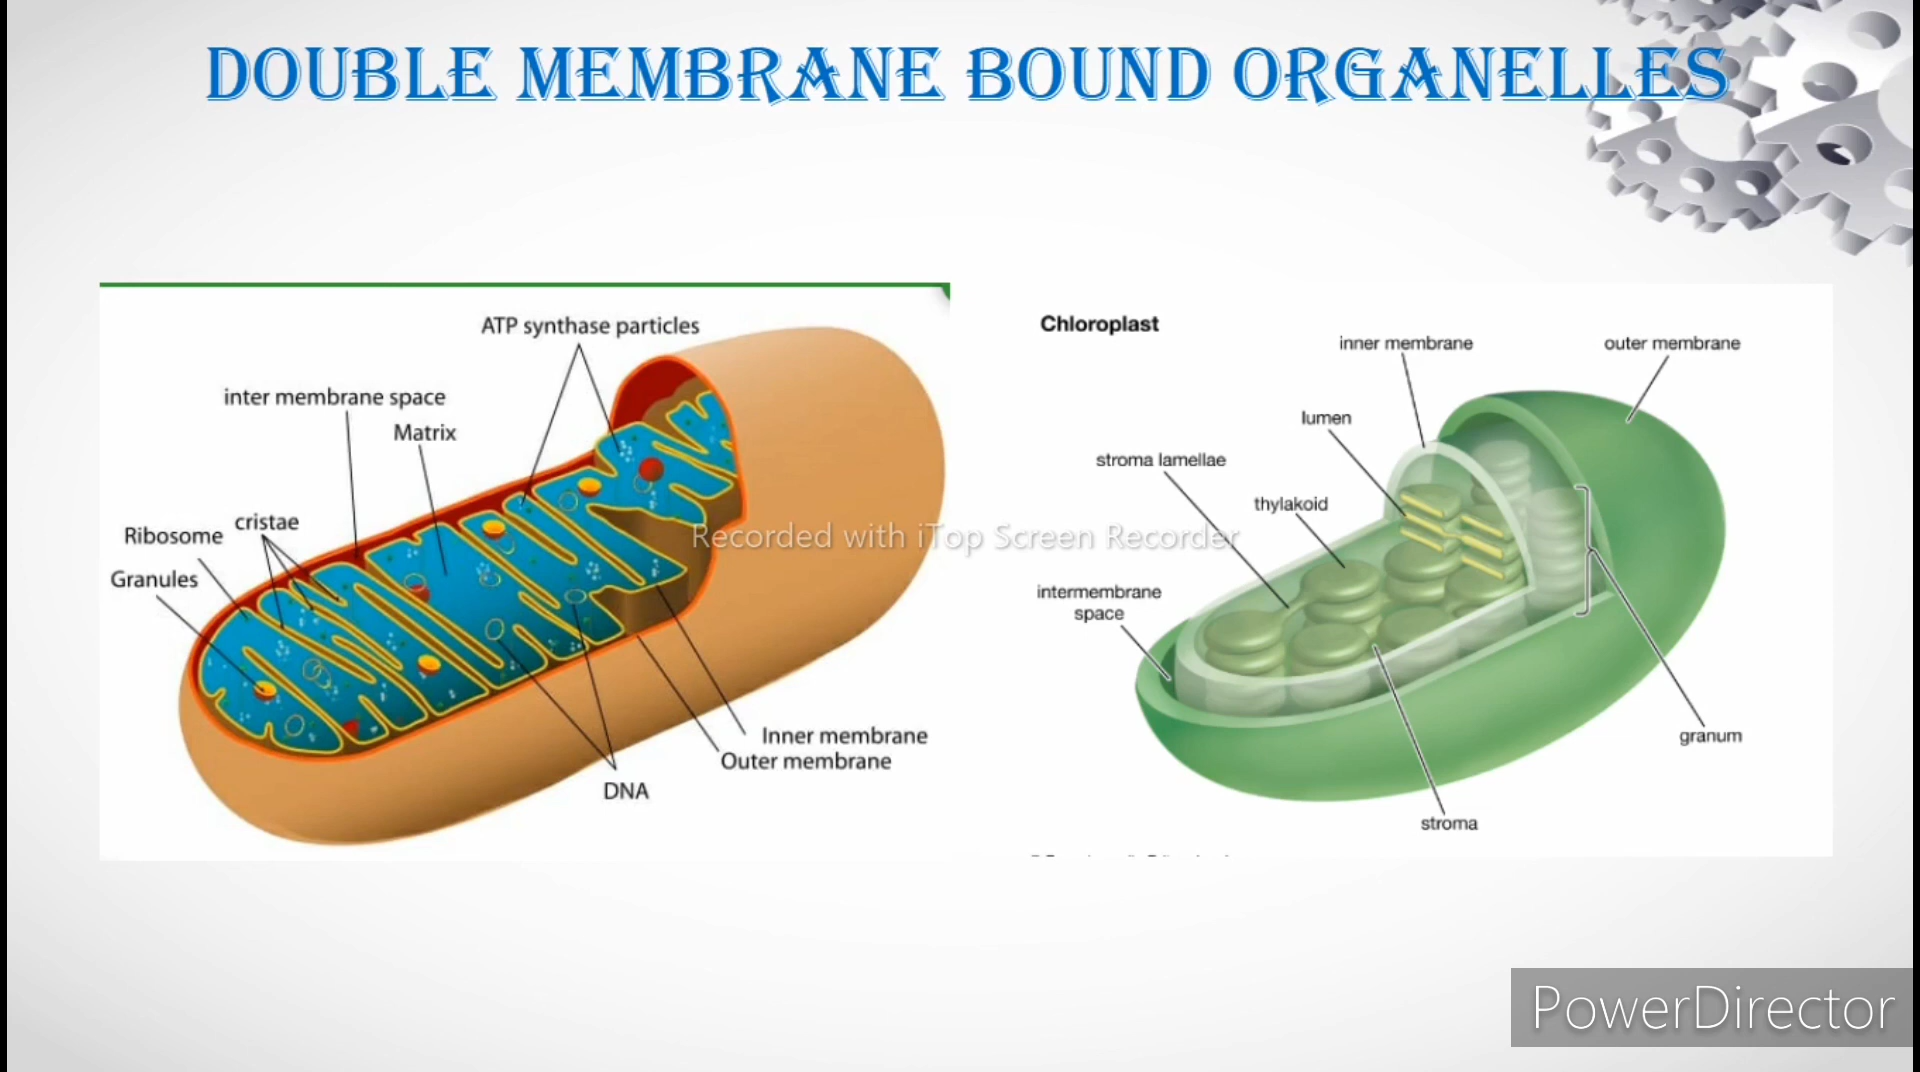 DOUBLE MEMBRANE BOUND ORGANELLES
ATP synthase particles
inter membrane space
Matrix
Ribosome
cristae
Granules
Inner membrane
Outer membrane
DNA
Chloroplast
inner membrane
outer membrane
lumen
stroma lamellae
thylakoid
intermembrane
space
granum
stroma
Recorded with iTop Screen Recorder
PowerDirector